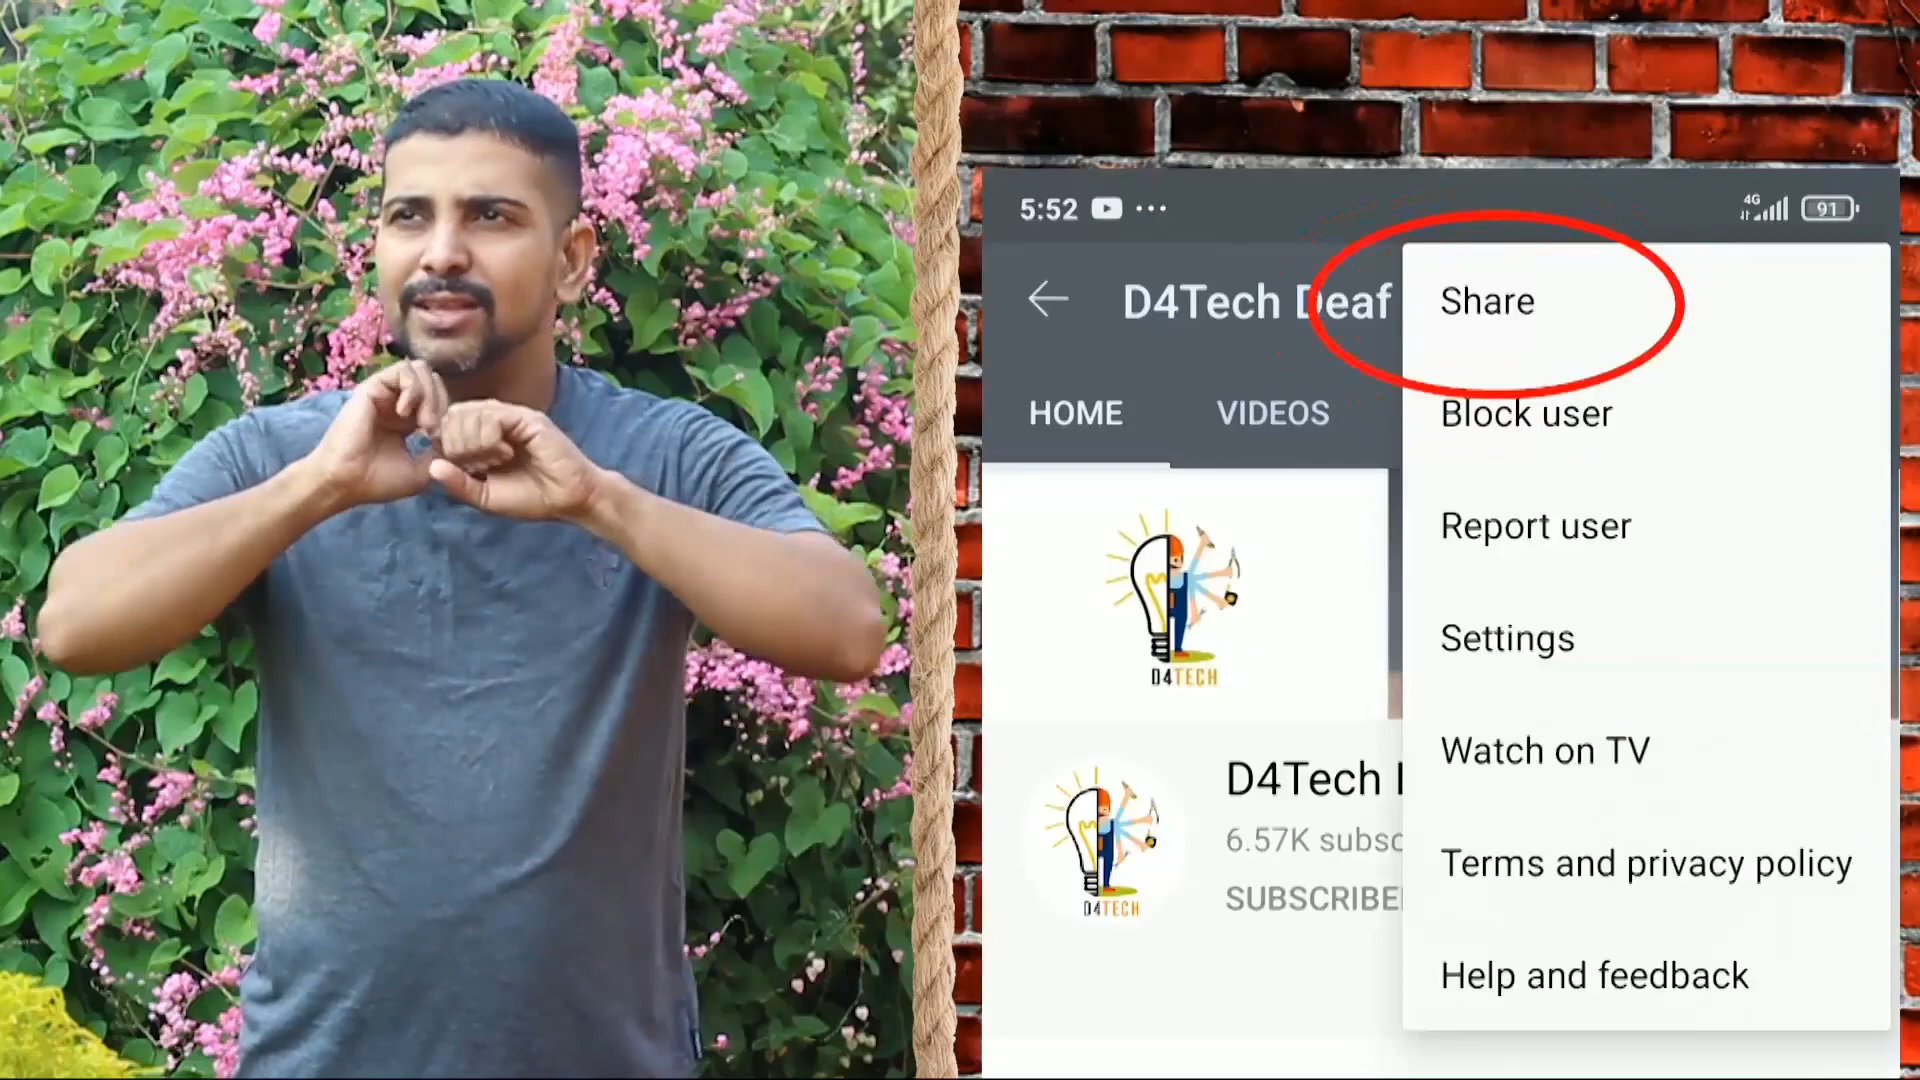 5:52
4G
91
D4Tech Deaf
HOME
VIDEOS
Share
Block user
Report user
Settings
Watch on TV
Terms and privacy policy
Help and feedback
D4TECH
D4Tech
6.57K subsc
SUBSCRIBE
D4TECH